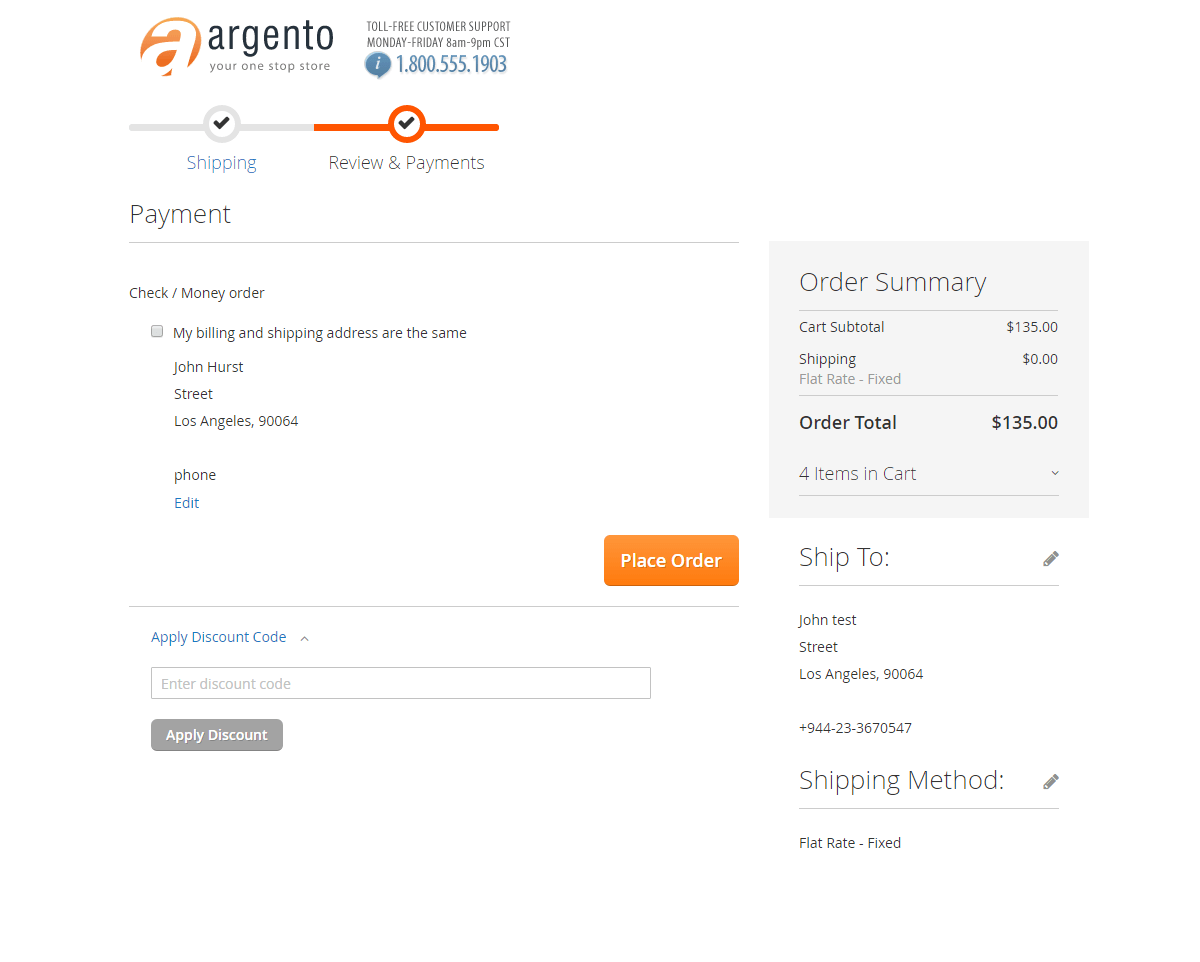 argento
your one stop store
TOLL-FREE CUSTOMER SUPPORT
MONDAY-FRIDAY 8am-9pm CST
i 1.800.555.1903
Shipping
Review & Payments
Payment
Check / Money order
My billing and shipping address are the same
John Hurst
Street
Los Angeles, 90064
phone
Edit
Place Order
Apply Discount Code
Enter discount code
Apply Discount
Order Summary
Cart Subtotal $135.00
Shipping $0.00
Flat Rate - Fixed
Order Total $135.00
4 Items in Cart
Ship To:
John test
Street
Los Angeles, 90064
+944-23-3670547
Shipping Method:
Flat Rate - Fixed